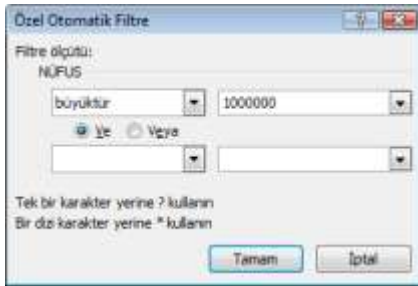 Özel Otomatik Filtre
Filtre ölçütü:
NÜFUS
büyüktür 1000000
Ve Veya
Tek bir karakter yerine ? kullanın
Bir dizi karakter yerine * kullanın
Tamam İptal